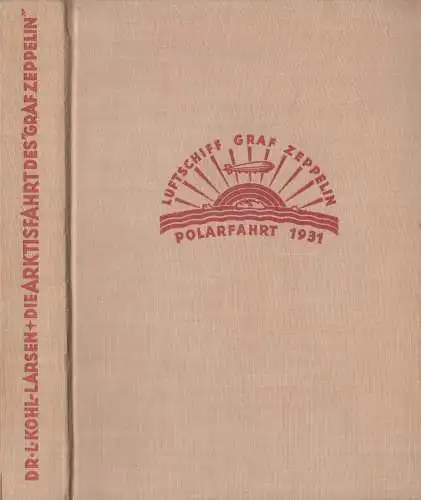 DR·L·KOHL-LARSEN + DIE ARKTISFAHRT DES "GRAF ZEPPELIN"
LUFTSCHIFF GRAF ZEPPELIN
POLARFAHRT 1931